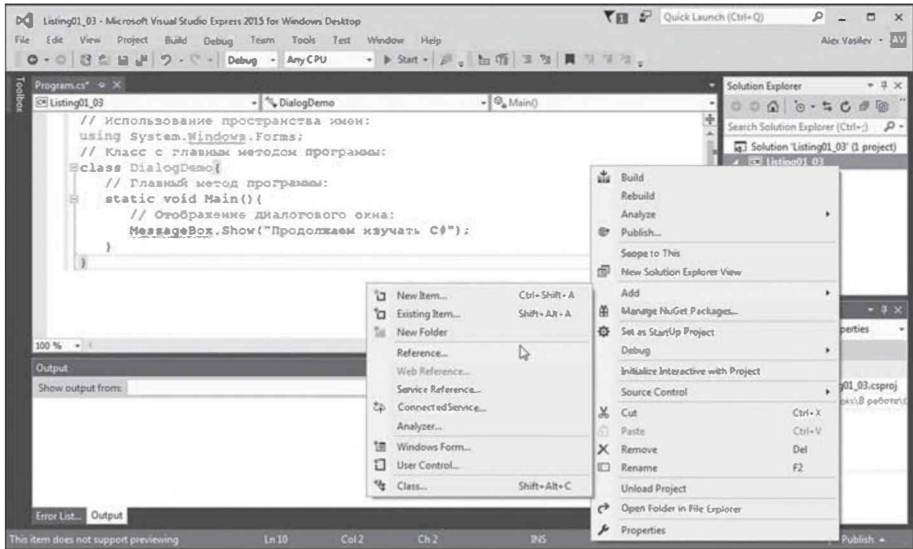 Listing01_03 - Microsoft Visual Studio Express 2015 for Windows Desktop
Quick Launch (Ctrl+Q)
File Edit View Project Build Debug Team Tools Test Window Help
Alex Vasilev
AV
Debug Any CPU Start
Toolbox
Program.cs*
Listing01_03 DialogDemo Main()
// Использование пространства имен:
using System.Windows.Forms;
// Класс с главным методом программы:
class DialogDemo{
// Главный метод программы:
static void Main(){
// Отображение диалогового окна:
MessageBox.Show("Продолжаем изучать C#");
}
}
100 %
Output
Show output from:
Error List... Output
Solution Explorer
Search Solution Explorer (Ctrl+;)
Solution 'Listing01_03' (1 project)
Listing01_03
Build
Rebuild
Analyze
Publish...
Scope to This
New Solution Explorer View
Add
Manage NuGet Packages...
Set as StartUp Project
Debug
Initialize Interactive with Project
Source Control
Cut Ctrl+X
Paste Ctrl+V
Remove Del
Rename F2
Unload Project
Open Folder in File Explorer
Properties
New Item... Ctrl+Shift+A
Existing Item... Shift+Alt+A
New Folder
Reference...
Web Reference...
Service Reference...
Connected Service...
Analyzer...
Windows Form...
User Control...
Class... Shift+Alt+C
perties
g01_03.csproj
This item does not support previewing Ln 10 Col 2 Ch 2 INS Publish